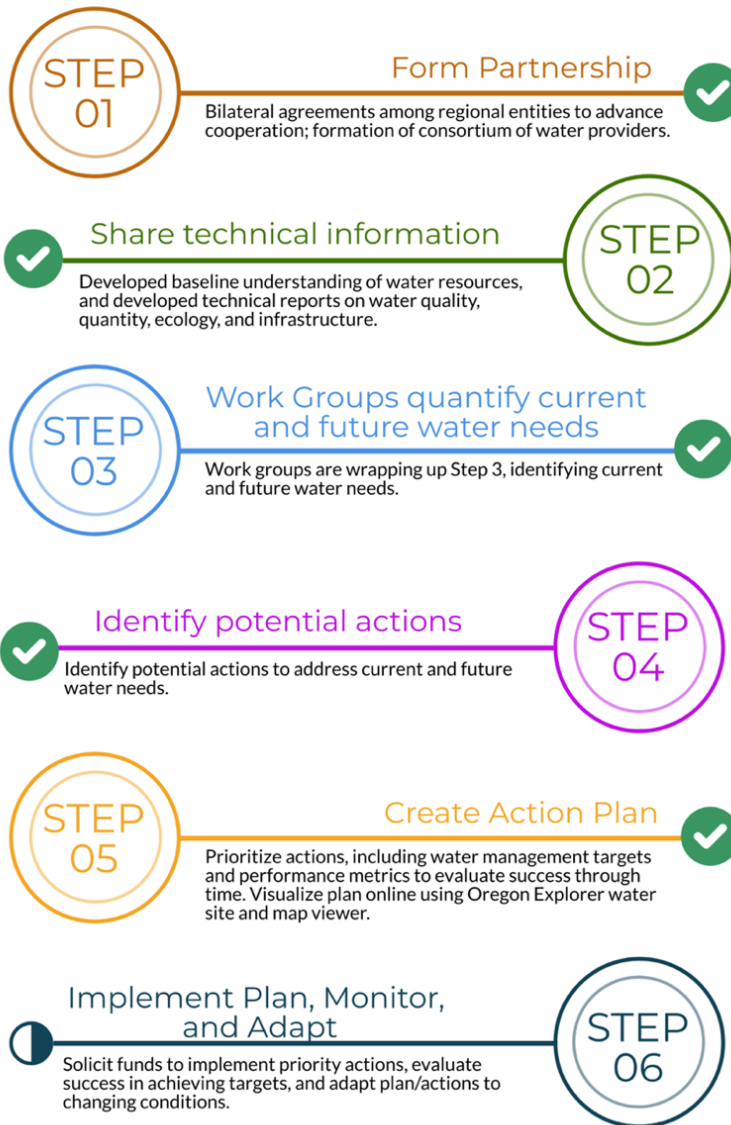 STEP
01
Form Partnership
Bilateral agreements among regional entities to advance
cooperation; formation of consortium of water providers.
Share technical information
STEP
02
Developed baseline understanding of water resources,
and developed technical reports on water quality,
quantity, ecology, and infrastructure.
STEP
03
Work Groups quantify current
and future water needs
Work groups are wrapping up Step 3, identifying current
and future water needs.
Identify potential actions
STEP
04
Identify potential actions to address current and future
water needs.
STEP
05
Create Action Plan
Prioritize actions, including water management targets
and performance metrics to evaluate success through
time. Visualize plan online using Oregon Explorer water
site and map viewer.
Implement Plan, Monitor,
and Adapt
STEP
06
Solicit funds to implement priority actions, evaluate
success in achieving targets, and adapt plan/actions to
changing conditions.